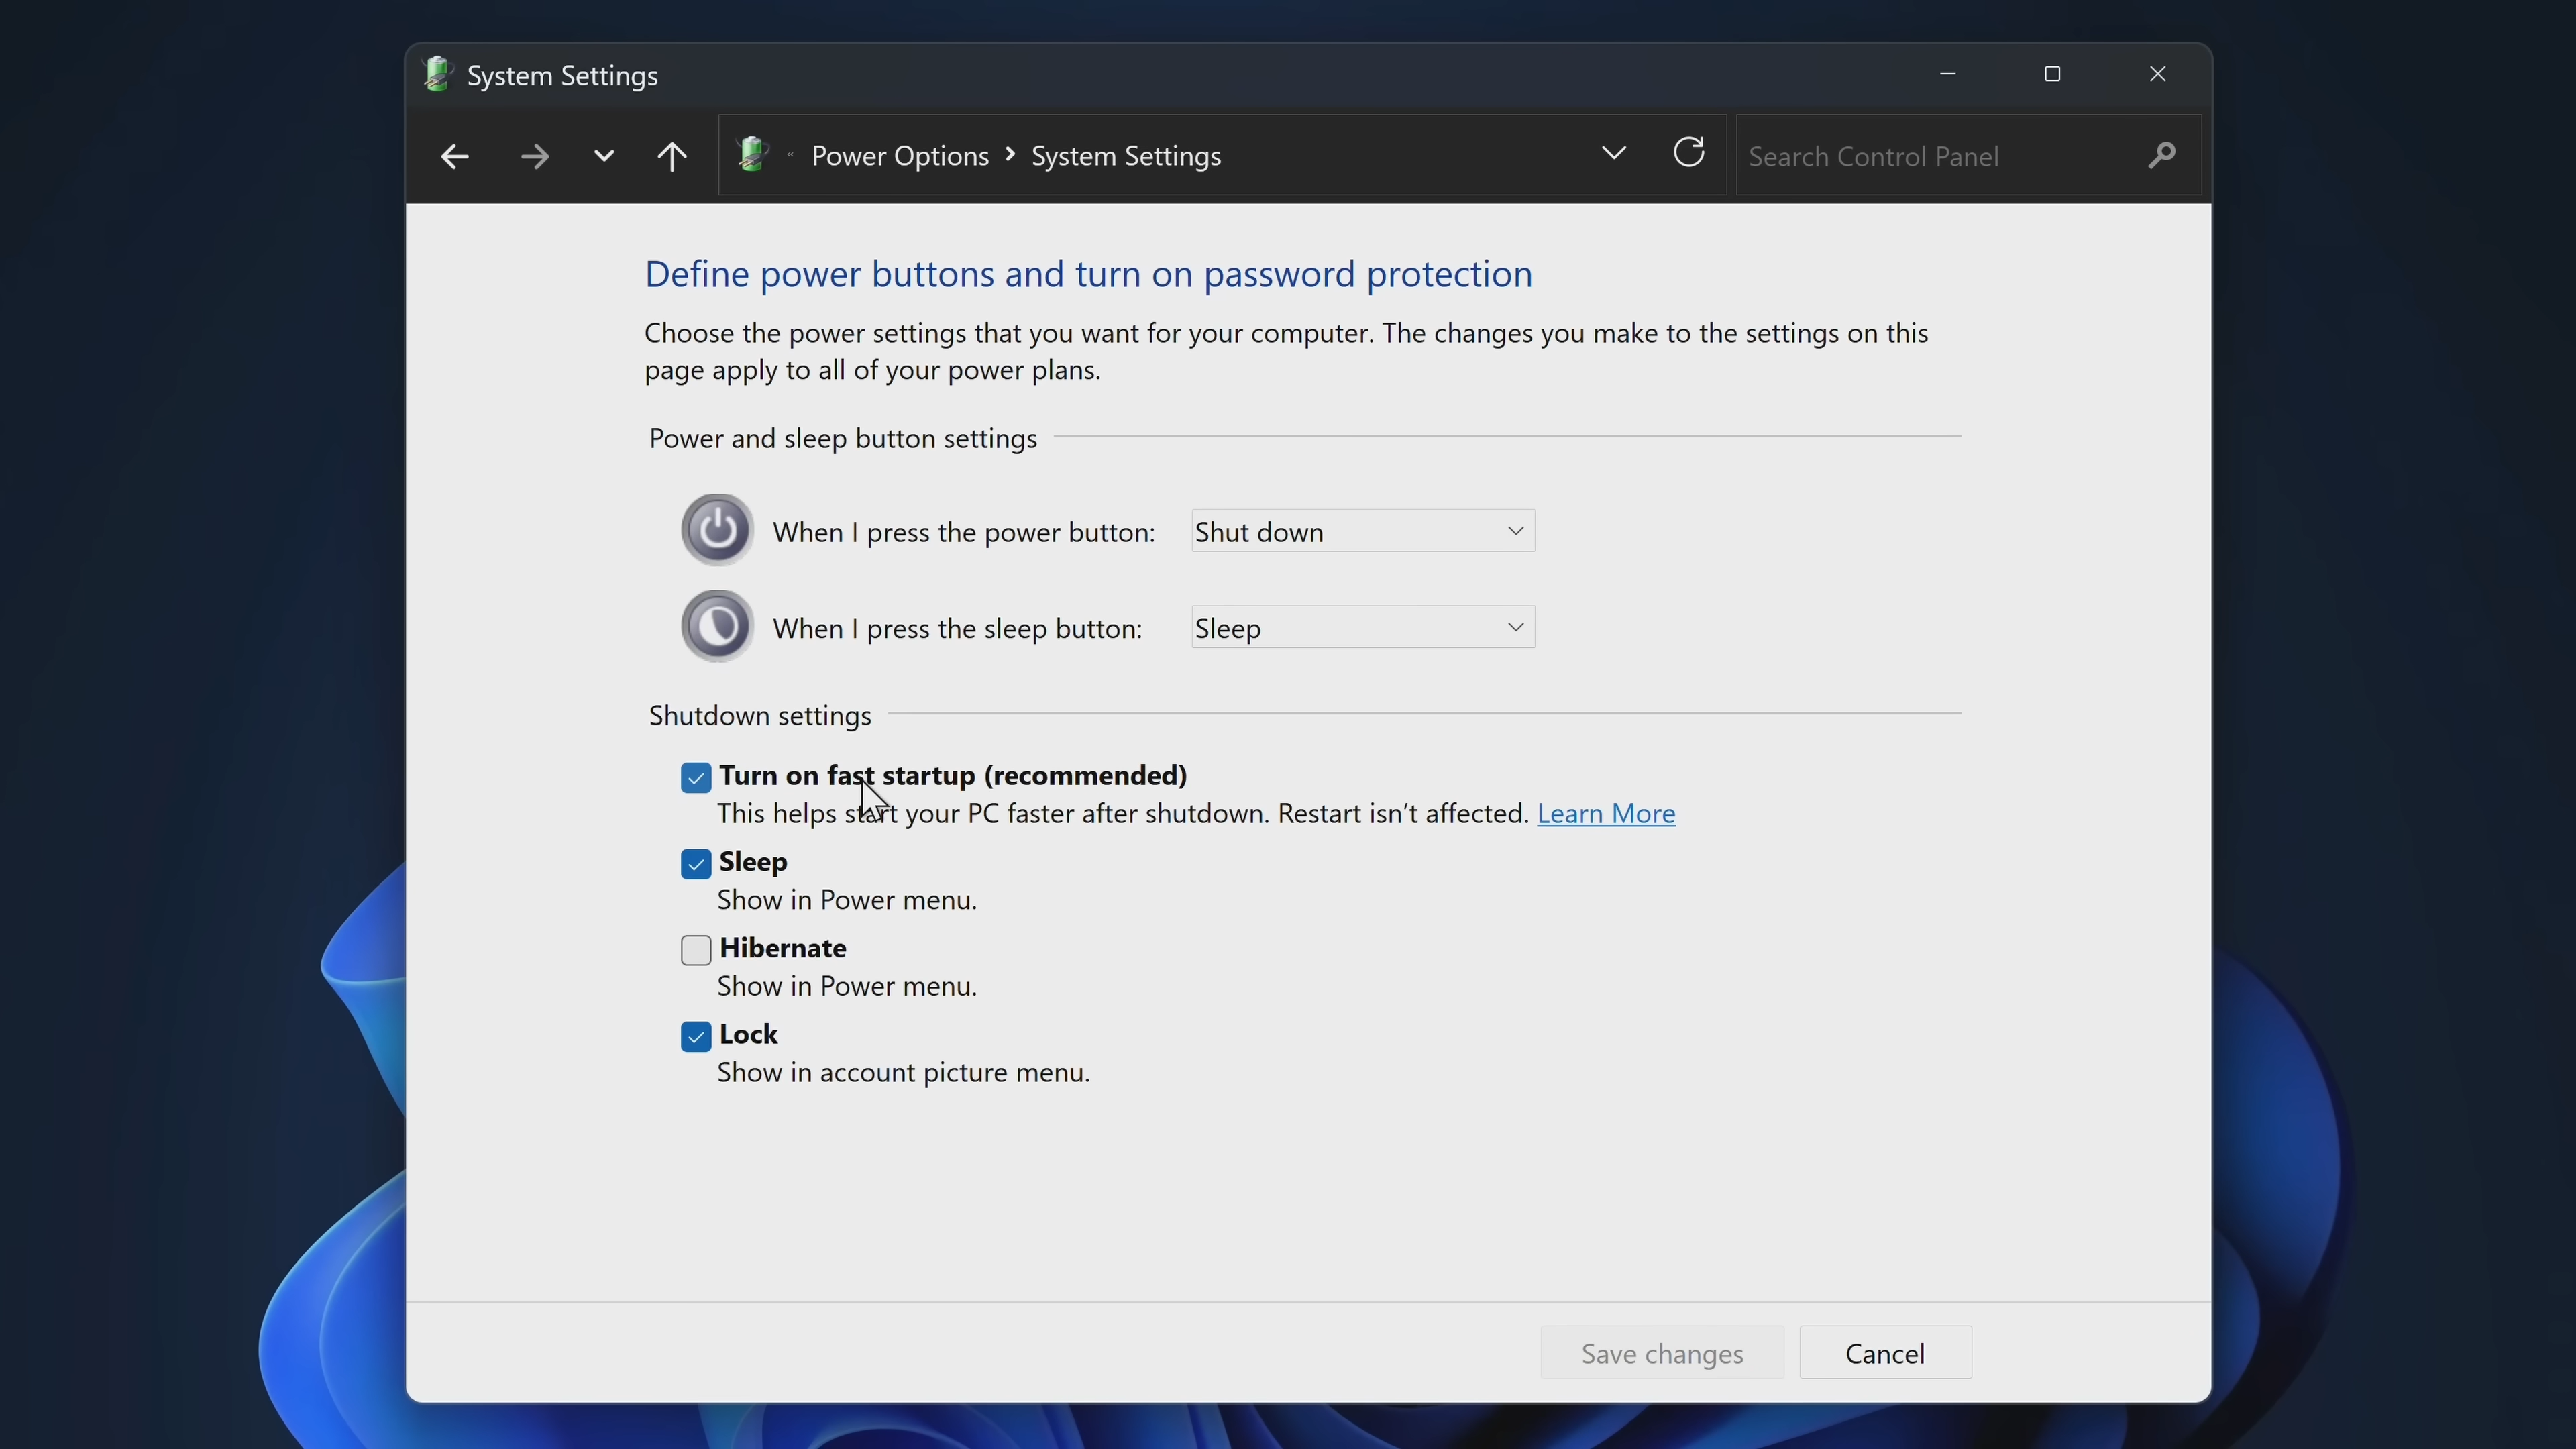 System Settings
« Power Options › System Settings
Search Control Panel
Define power buttons and turn on password protection
Choose the power settings that you want for your computer. The changes you make to the settings on this
page apply to all of your power plans.
Power and sleep button settings
When I press the power button: Shut down
When I press the sleep button: Sleep
Shutdown settings
Turn on fast startup (recommended)
This helps start your PC faster after shutdown. Restart isn't affected. Learn More
Sleep
Show in Power menu.
Hibernate
Show in Power menu.
Lock
Show in account picture menu.
Save changes Cancel